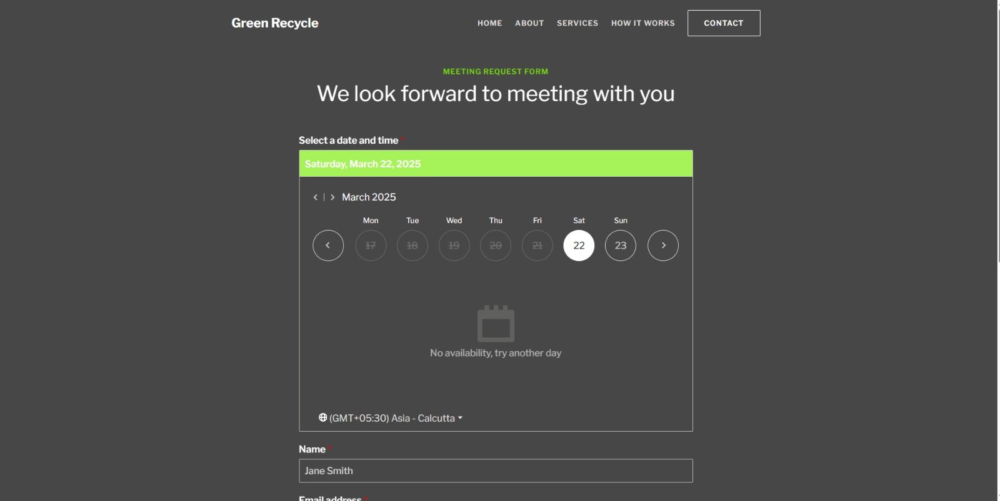 Green Recycle
HOME ABOUT SERVICES HOW IT WORKS CONTACT
MEETING REQUEST FORM
We look forward to meeting with you
Select a date and time *
Saturday, March 22, 2025
March 2025
Mon Tue Wed Thu Fri Sat Sun
17 18 19 20 21 22 23
No availability, try another day
(GMT+05:30) Asia - Calcutta
Name *
Jane Smith
Email address *